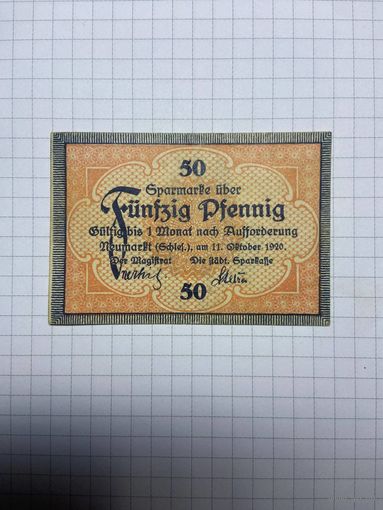 50
Sparmarke über
Fünfzig Pfennig
Gültig bis 1 Monat nach Aufforderung
Neumarkt (Schles.), am 11. Oktober 1920.
Der Magistrat Die städt. Sparkasse
50